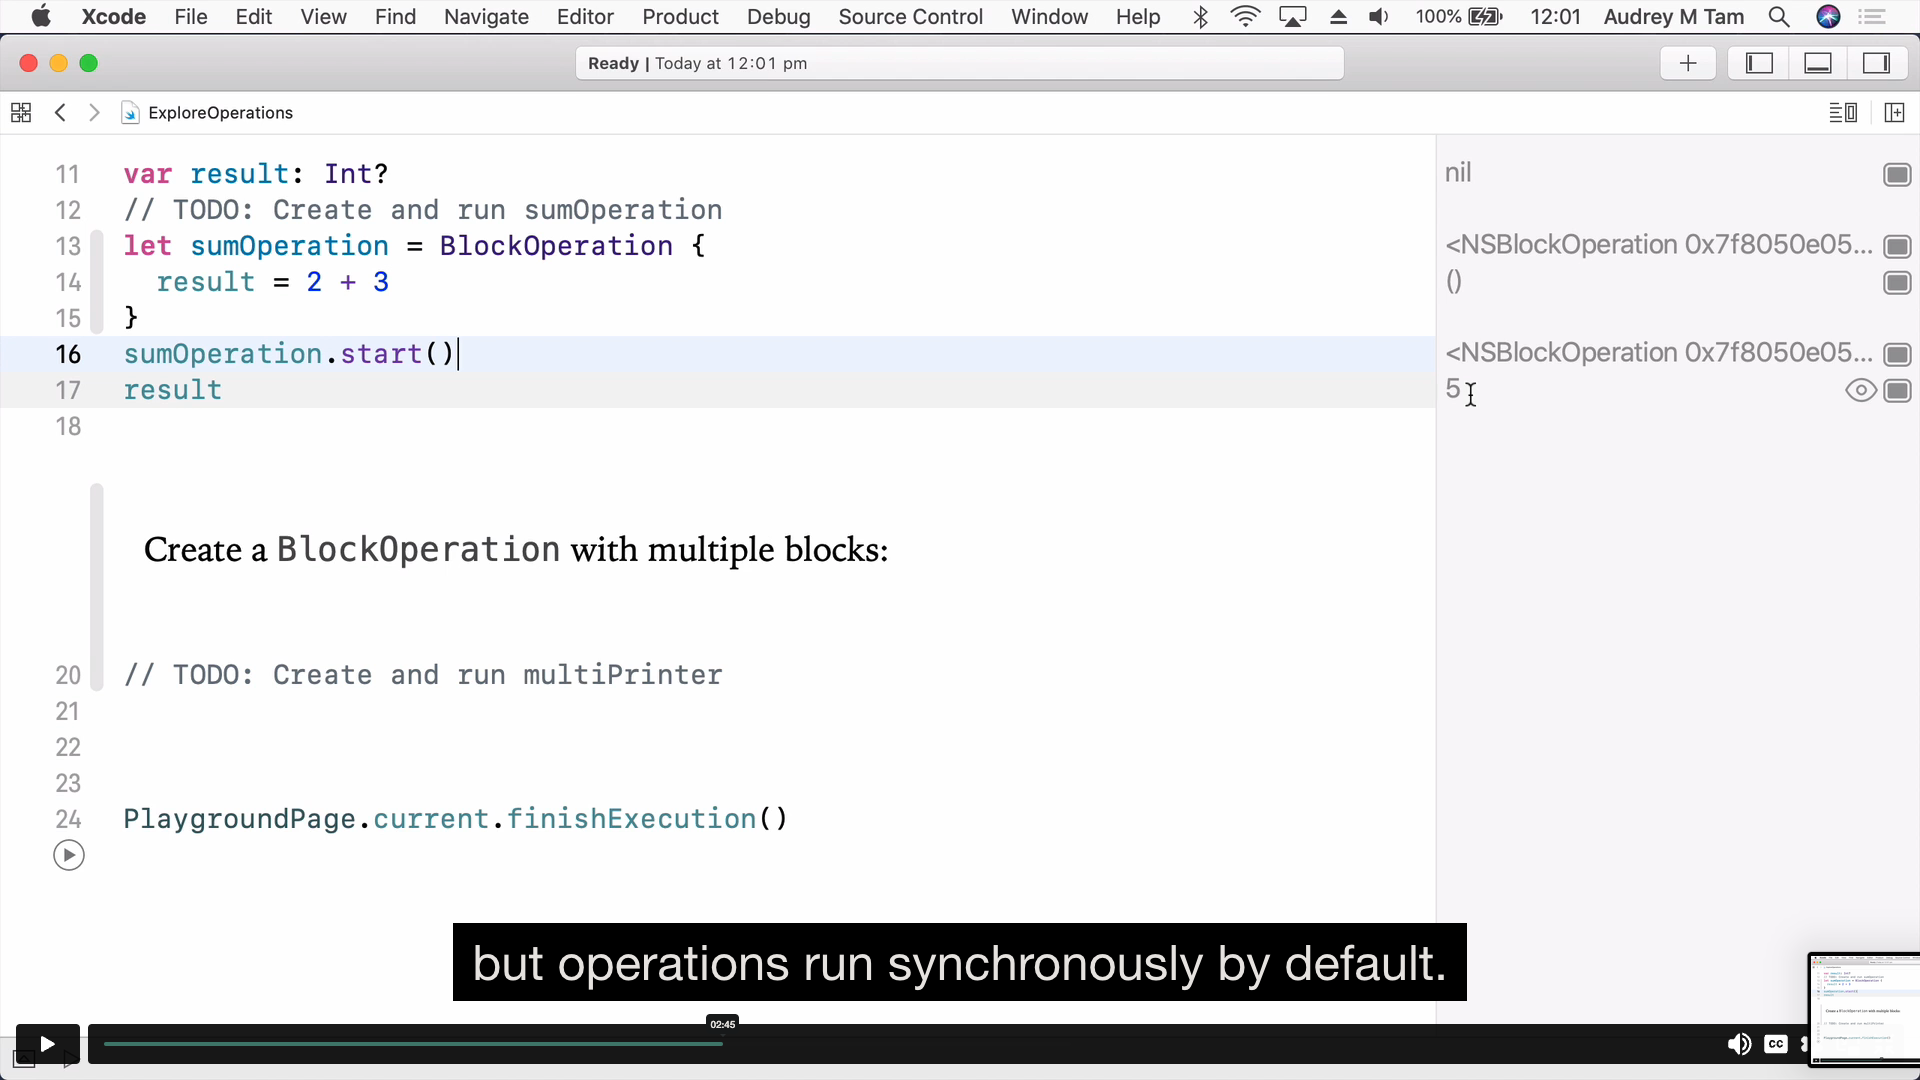 Xcode File Edit View Find Navigate Editor Product Debug Source Control Window Help 100% 12:01 Audrey M Tam
Ready | Today at 12:01 pm
ExploreOperations
11 var result: Int? nil
12 // TODO: Create and run sumOperation
13 let sumOperation = BlockOperation { <NSBlockOperation 0x7f8050e05...
14 result = 2 + 3 ()
15 }
16 sumOperation.start() <NSBlockOperation 0x7f8050e05...
17 result 5
18
Create a BlockOperation with multiple blocks:
20 // TODO: Create and run multiPrinter
21
22
23
24 PlaygroundPage.current.finishExecution()
but operations run synchronously by default.
02:45
CC